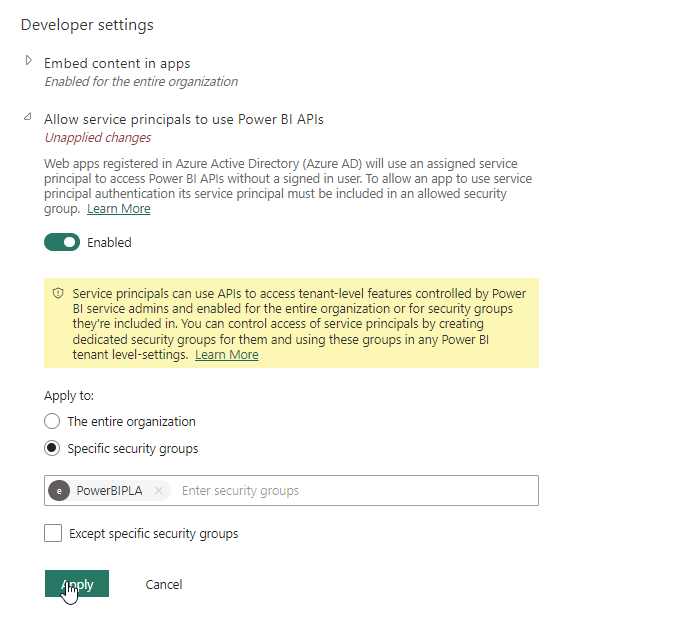 Developer settings
Embed content in apps
Enabled for the entire organization
Allow service principals to use Power BI APIs
Unapplied changes
Web apps registered in Azure Active Directory (Azure AD) will use an assigned service
principal to access Power BI APIs without a signed in user. To allow an app to use service
principal authentication its service principal must be included in an allowed security
group. Learn More
Enabled
Service principals can use APIs to access tenant-level features controlled by Power
BI service admins and enabled for the entire organization or for security groups
they're included in. You can control access of service principals by creating
dedicated security groups for them and using these groups in any Power BI
tenant level-settings. Learn More
Apply to:
The entire organization
Specific security groups
e PowerBIPLA Enter security groups
Except specific security groups
Apply Cancel